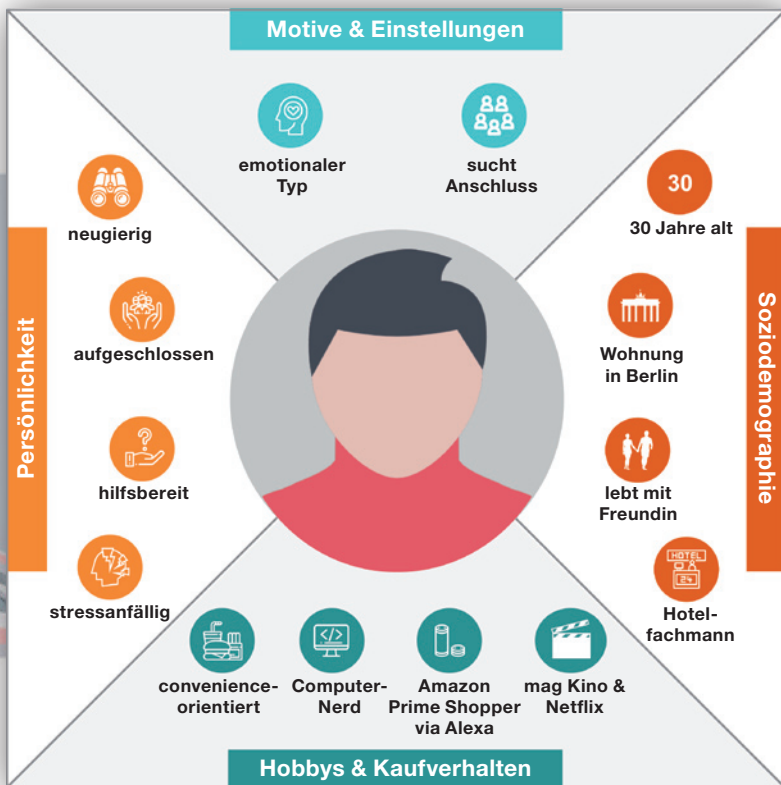 Motive & Einstellungen
emotionaler
Typ
sucht
Anschluss
Persönlichkeit
neugierig
aufgeschlossen
hilfsbereit
stressanfällig
Soziodemographie
30
30 Jahre alt
Wohnung
in Berlin
lebt mit
Freundin
HOTEL
24
Hotel-
fachmann
</>
convenience-
orientiert
Computer-
Nerd
Amazon
Prime Shopper
via Alexa
mag Kino &
Netflix
Hobbys & Kaufverhalten